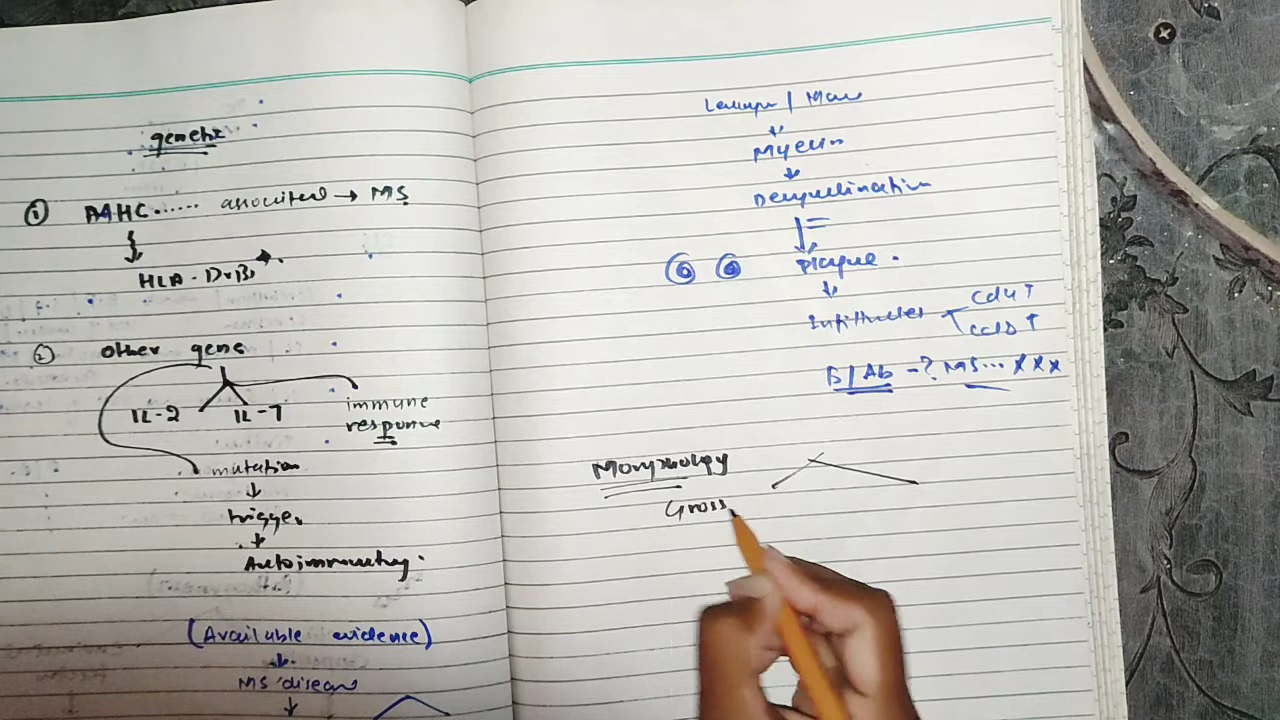 genetic
① MHC...... associated → MS
HLA - DrB₁
② Other gene
IL-2 IL-7 immune
response
mutation
↓
trigger
↓
Autoimmunity.
(Available evidence)
↓
MS disease
↓
↓
Myelin
↓
Demyelination
Plaque.
↓
Infiltrates CD4↑
CD8↑
B/Ab -? MS... xxx
Morphology
Gross